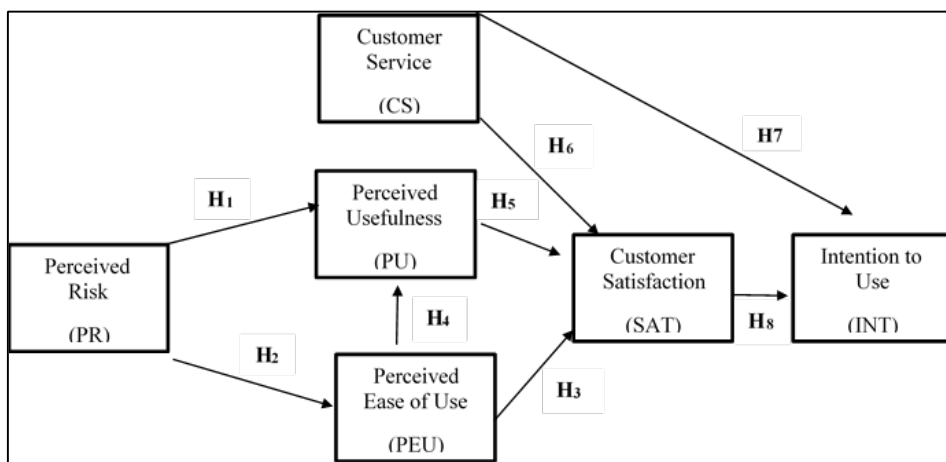 Customer
Service
(CS)
H7
H6
Perceived
Usefulness
(PU)
H5
H1
Perceived
Risk
(PR)
Customer
Satisfaction
(SAT)
Intention to
Use
(INT)
H4
H8
H2
Perceived
Ease of Use
(PEU)
H3